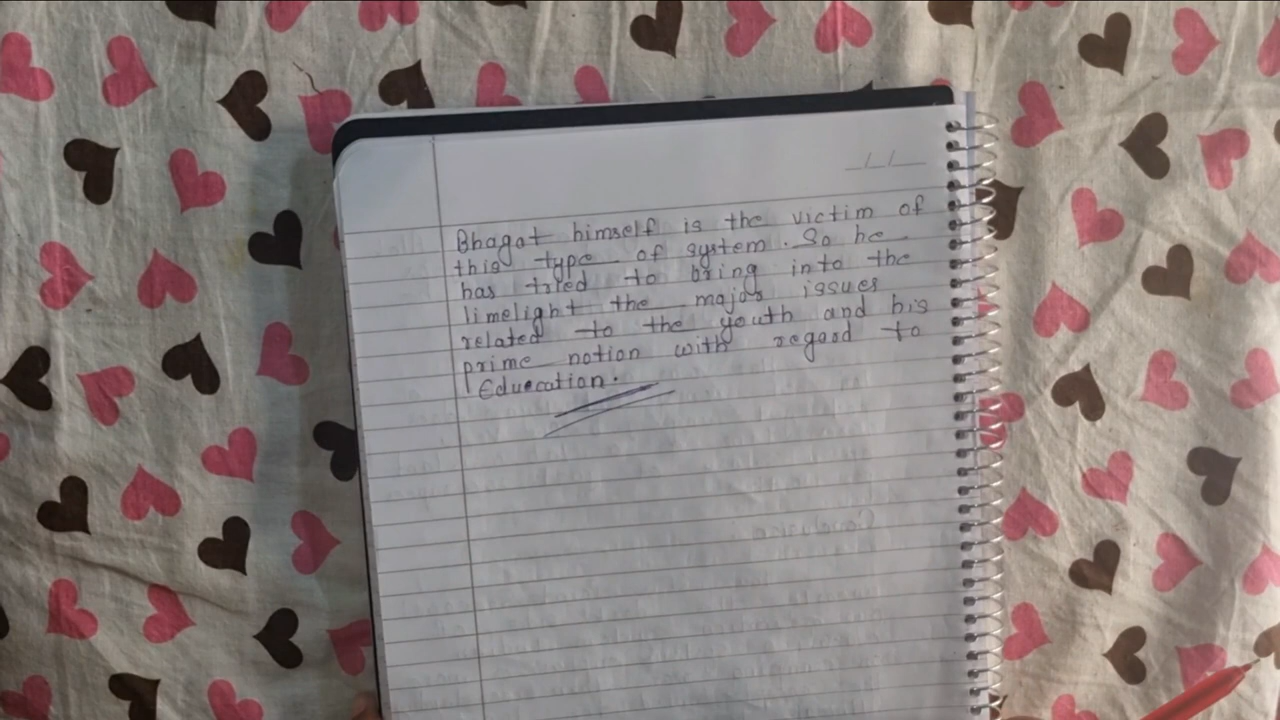 Bhagat himself is the victim of
this type of system. So he
has tried to bring into the
limelight the major issues
related to the youth and his
prime notion with regard to
Education.